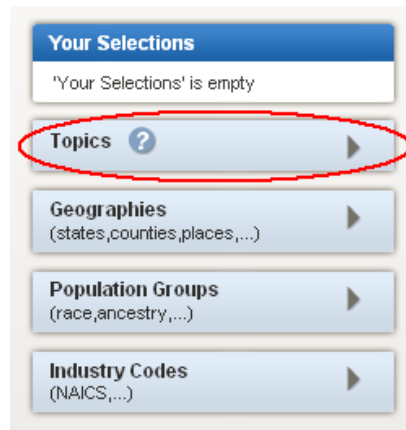 Your Selections
'Your Selections' is empty
Topics ?
Geographies
(states,counties,places,...)
Population Groups
(race,ancestry,...)
Industry Codes
(NAICS,...)